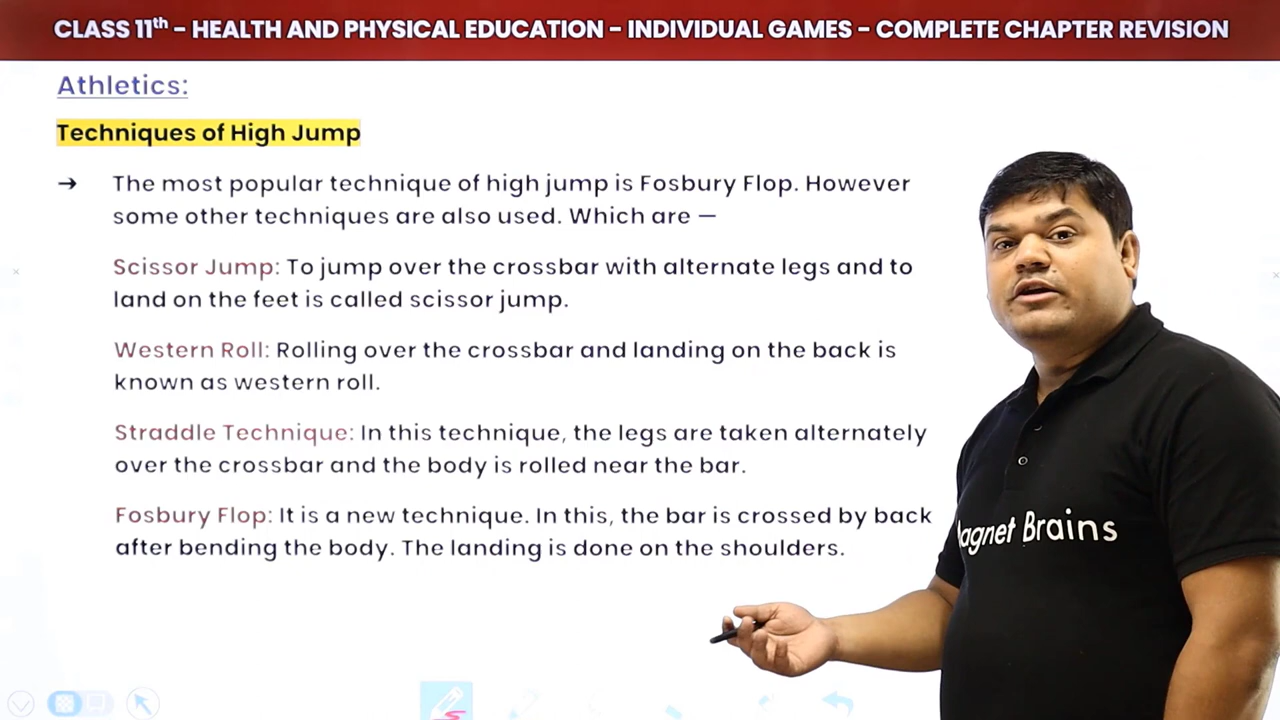 CLASS 11th - HEALTH AND PHYSICAL EDUCATION - INDIVIDUAL GAMES - COMPLETE CHAPTER REVISION
Athletics:
Techniques of High Jump
→ The most popular technique of high jump is Fosbury Flop. However
some other techniques are also used. Which are —
Scissor Jump: To jump over the crossbar with alternate legs and to
land on the feet is called scissor jump.
Western Roll: Rolling over the crossbar and landing on the back is
known as western roll.
Straddle Technique: In this technique, the legs are taken alternately
over the crossbar and the body is rolled near the bar.
Fosbury Flop: It is a new technique. In this, the bar is crossed by back
after bending the body. The landing is done on the shoulders.
agnet Brains